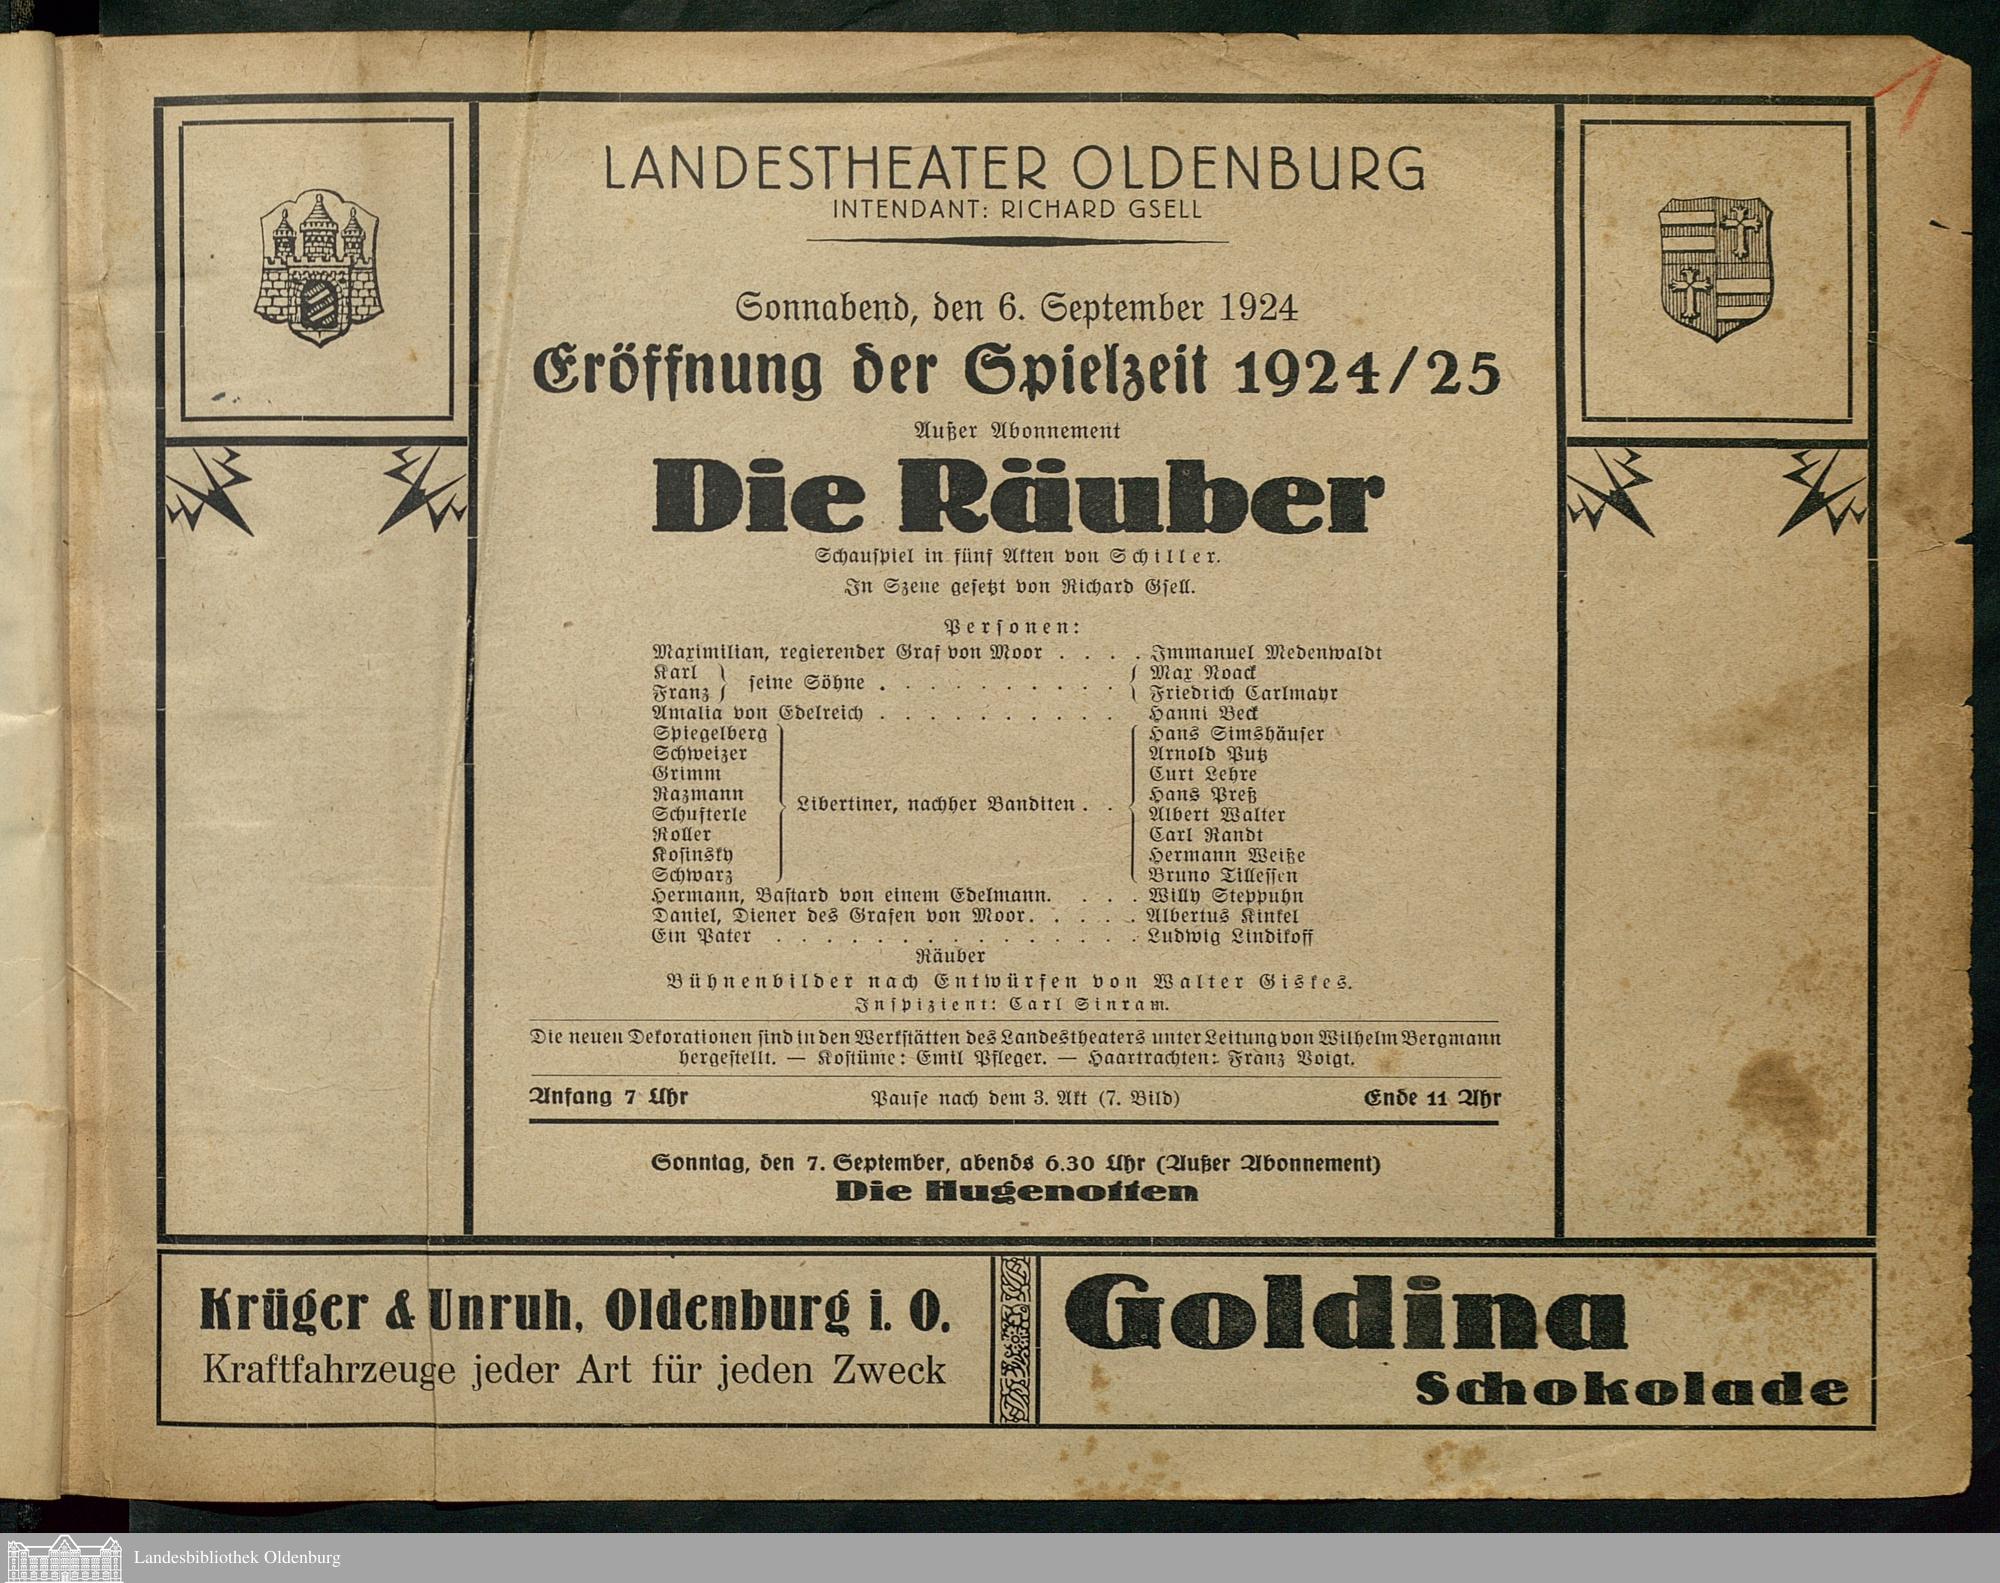 1
LANDESTHEATER OLDENBURG
INTENDANT: RICHARD GSELL
Sonnabend, den 6. September 1924
Eröffnung der Spielzeit 1924/25
Außer Abonnement
Die Räuber
Schauspiel in fünf Akten von Schiller.
In Szene gesetzt von Richard Gsell.
Personen:
Maximilian, regierender Graf von Moor . . . . Immanuel Medenwaldt
Karl } seine Söhne . . . . . . . . . . { Max Noack
Franz } { Friedrich Carlmayr
Amalia von Edelreich . . . . . . . . . . Hanni Beck
Spiegelberg Hans Simshäuser
Schweizer Arnold Putz
Grimm Curt Lehre
Razmann Hans Preß
} Libertiner, nachher Banditen . . {
Schufterle Albert Walter
Roller Carl Randt
Kosinsky Hermann Weiße
Schwarz Bruno Tillessen
Hermann, Bastard von einem Edelmann. . . . Willy Steppuhn
Daniel, Diener des Grafen von Moor. . . . . Albertus Kinkel
Ein Pater . . . . . . . . . . . . . . . Ludwig Lindikoff
Räuber
Bühnenbilder nach Entwürfen von Walter Giskes.
Inspizient: Carl Sinram.
Die neuen Dekorationen sind in den Werkstätten des Landestheaters unter Leitung von Wilhelm Bergmann
hergestellt. — Kostüme: Emil Pfleger. — Haartrachten: Franz Voigt.
Anfang 7 Uhr Pause nach dem 3. Akt (7. Bild) Ende 11 Uhr
Sonntag, den 7. September, abends 6.30 Uhr (Außer Abonnement)
Die Hugenotten
Krüger & Unruh, Oldenburg i. O.
Kraftfahrzeuge jeder Art für jeden Zweck
Goldina
Schokolade
Landesbibliothek Oldenburg